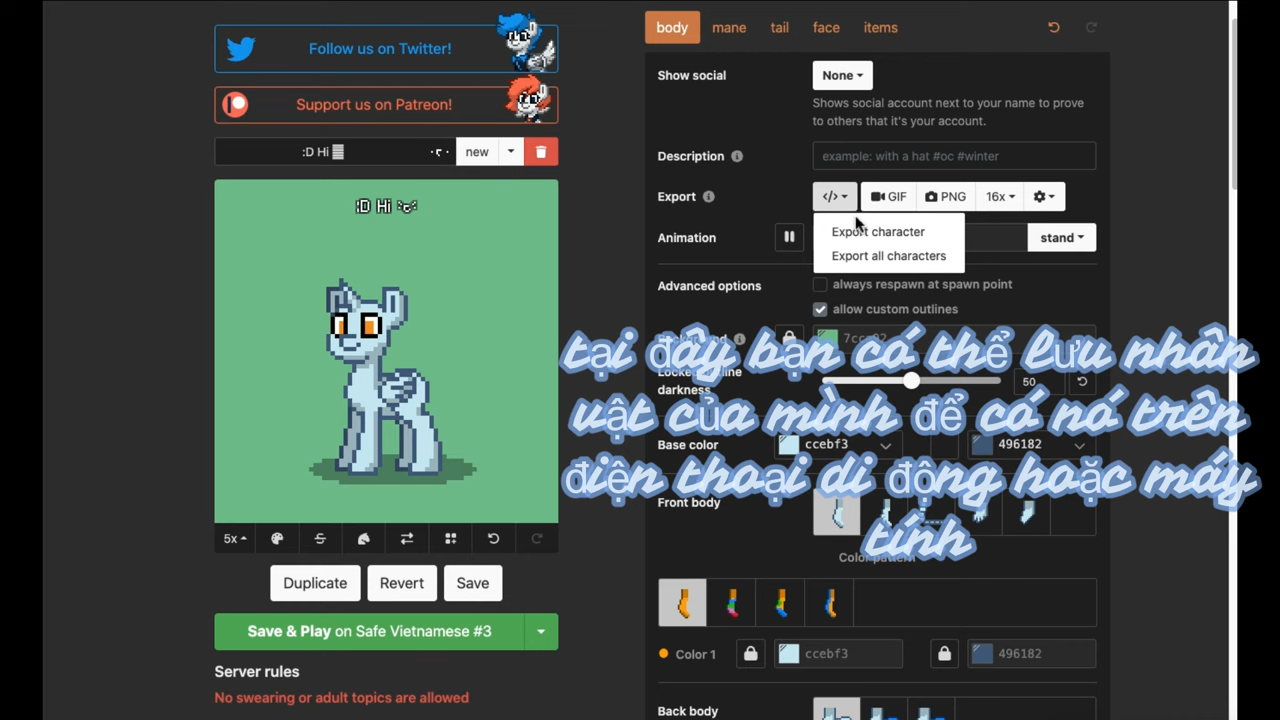 Follow us on Twitter!
Support us on Patreon!
:D Hi
new
:D Hi
5x
Duplicate
Revert
Save
Save & Play on Safe Vietnamese #3
Server rules
No swearing or adult topics are allowed
body
mane
tail
face
items
Show social
None
Shows social account next to your name to prove
to others that it's your account.
Description
example: with a hat #oc #winter
Export
</>
GIF
PNG
16x
Export character
Export all characters
Animation
stand
Advanced options
always respawn at spawn point
allow custom outlines
tại đây bạn có thể lưu nhân
vật của mình để có nó trên
điện thoại di động hoặc máy
tính
darkness
50
Base color
ccebf3
496182
Front body
Color 1
ccebf3
496182
Back body